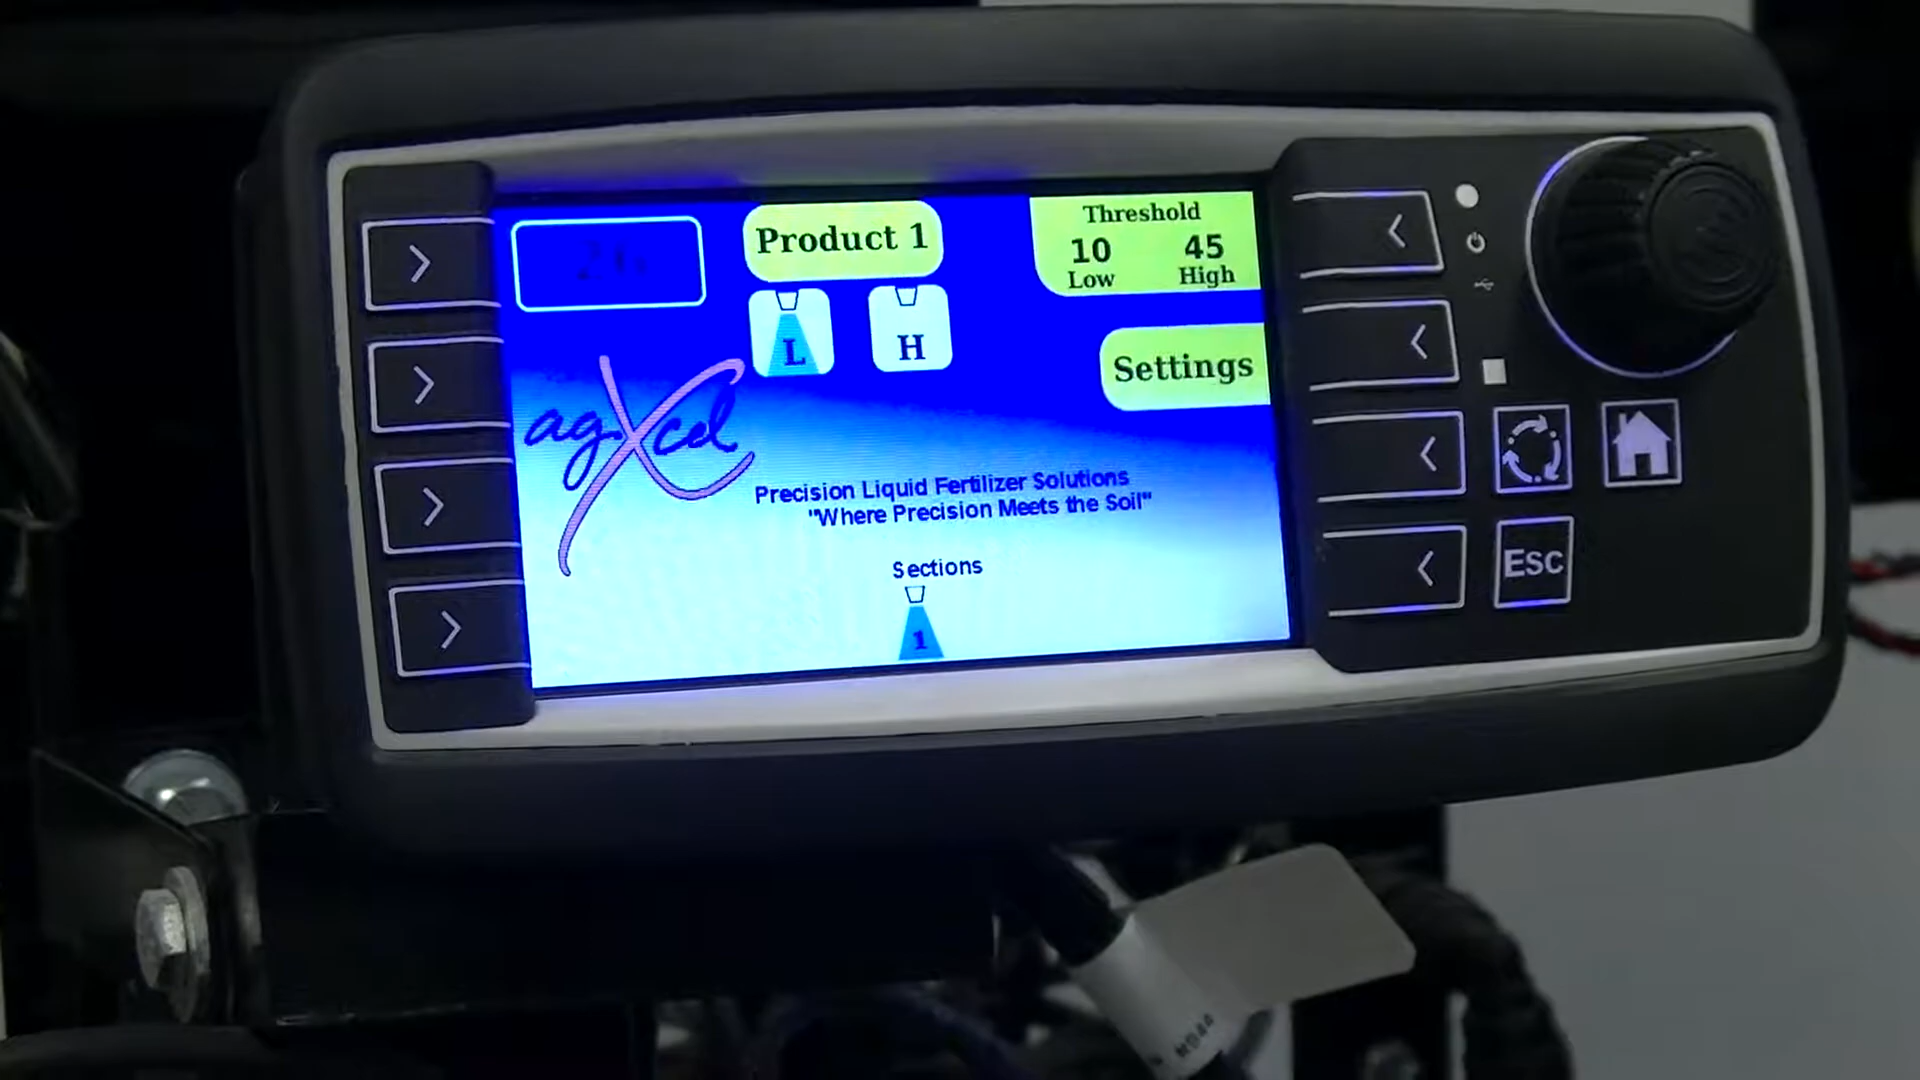 Product 1
Threshold
10 45
Low High
L
H
Settings
agXcel
Precision Liquid Fertilizer Solutions
"Where Precision Meets the Soil"
Sections
1
Esc